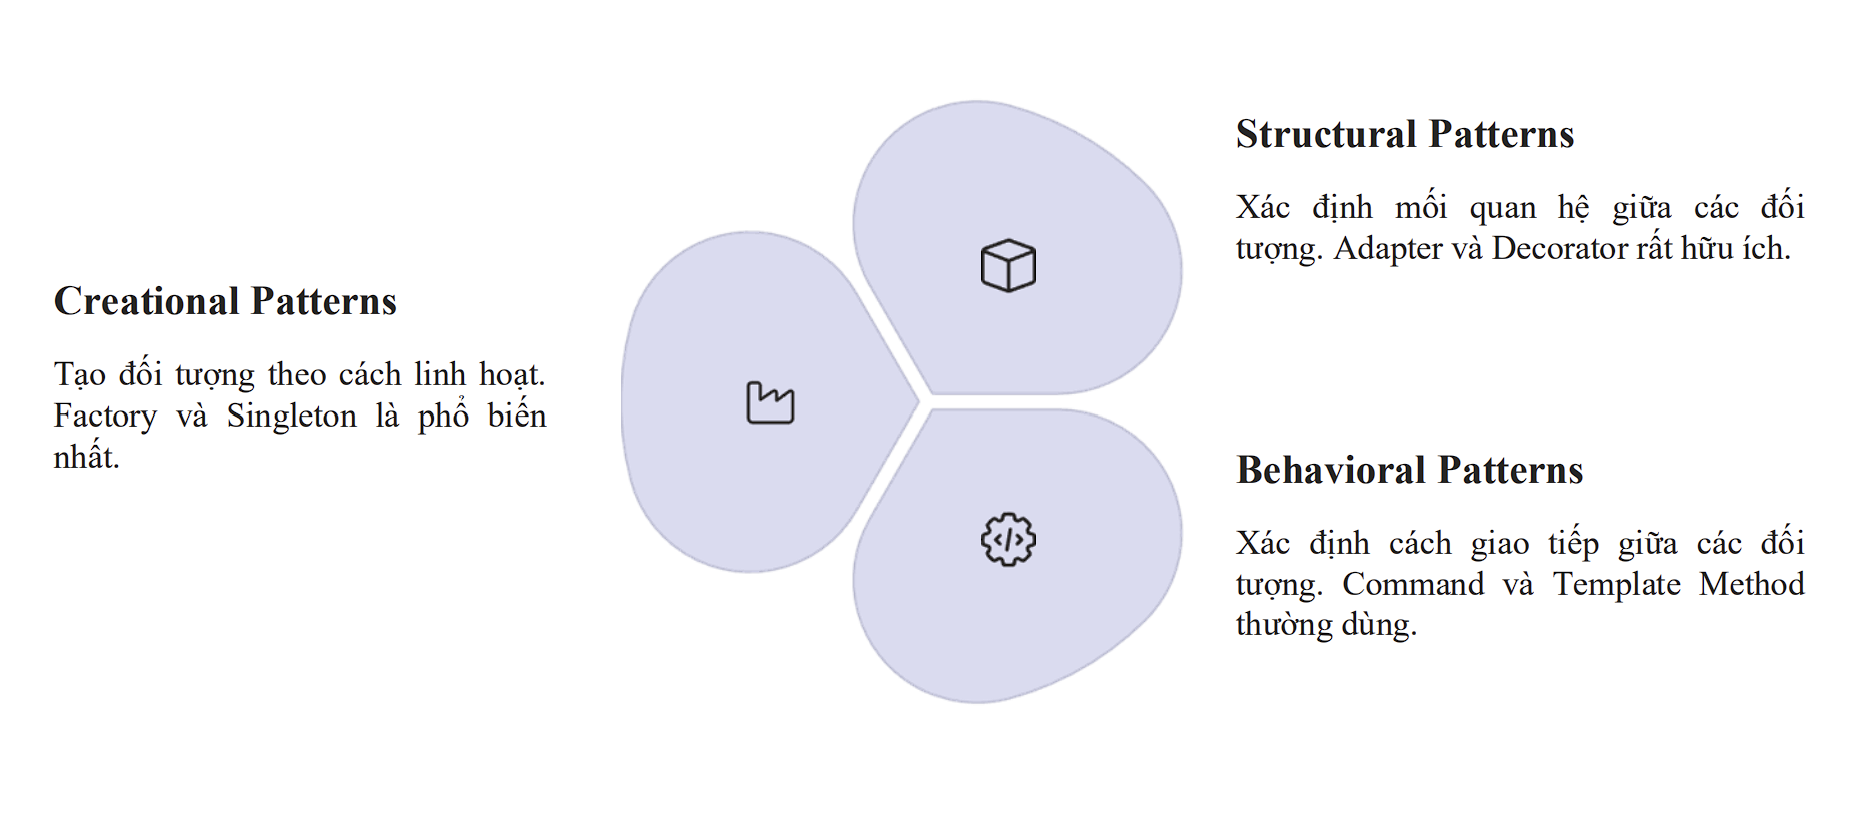 Creational Patterns
Tạo đối tượng theo cách linh hoạt.
Factory và Singleton là phổ biến
nhất.
Structural Patterns
Xác định mối quan hệ giữa các đối
tượng. Adapter và Decorator rất hữu ích.
Behavioral Patterns
Xác định cách giao tiếp giữa các đối
tượng. Command và Template Method
thường dùng.